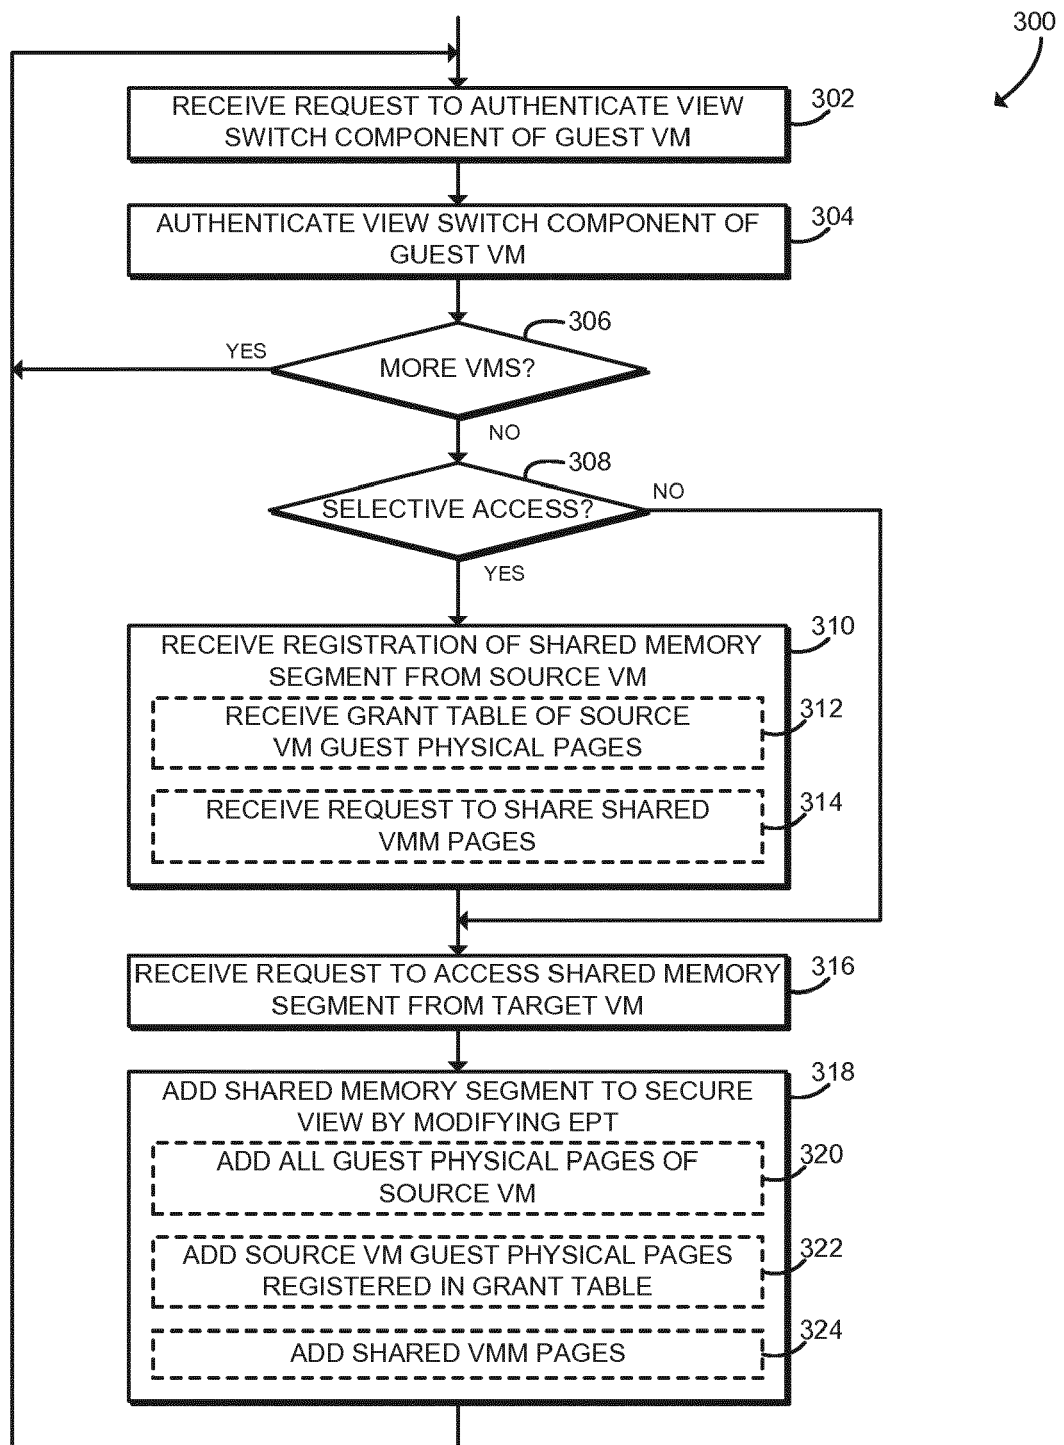 300
RECEIVE REQUEST TO AUTHENTICATE VIEW
SWITCH COMPONENT OF GUEST VM
302
AUTHENTICATE VIEW SWITCH COMPONENT OF
GUEST VM
304
306
YES
MORE VMS?
NO
308
SELECTIVE ACCESS?
NO
YES
RECEIVE REGISTRATION OF SHARED MEMORY
SEGMENT FROM SOURCE VM
310
RECEIVE GRANT TABLE OF SOURCE
VM GUEST PHYSICAL PAGES
312
RECEIVE REQUEST TO SHARE SHARED
VMM PAGES
314
RECEIVE REQUEST TO ACCESS SHARED MEMORY
SEGMENT FROM TARGET VM
316
ADD SHARED MEMORY SEGMENT TO SECURE
VIEW BY MODIFYING EPT
318
ADD ALL GUEST PHYSICAL PAGES OF
SOURCE VM
320
ADD SOURCE VM GUEST PHYSICAL PAGES
REGISTERED IN GRANT TABLE
322
ADD SHARED VMM PAGES
324